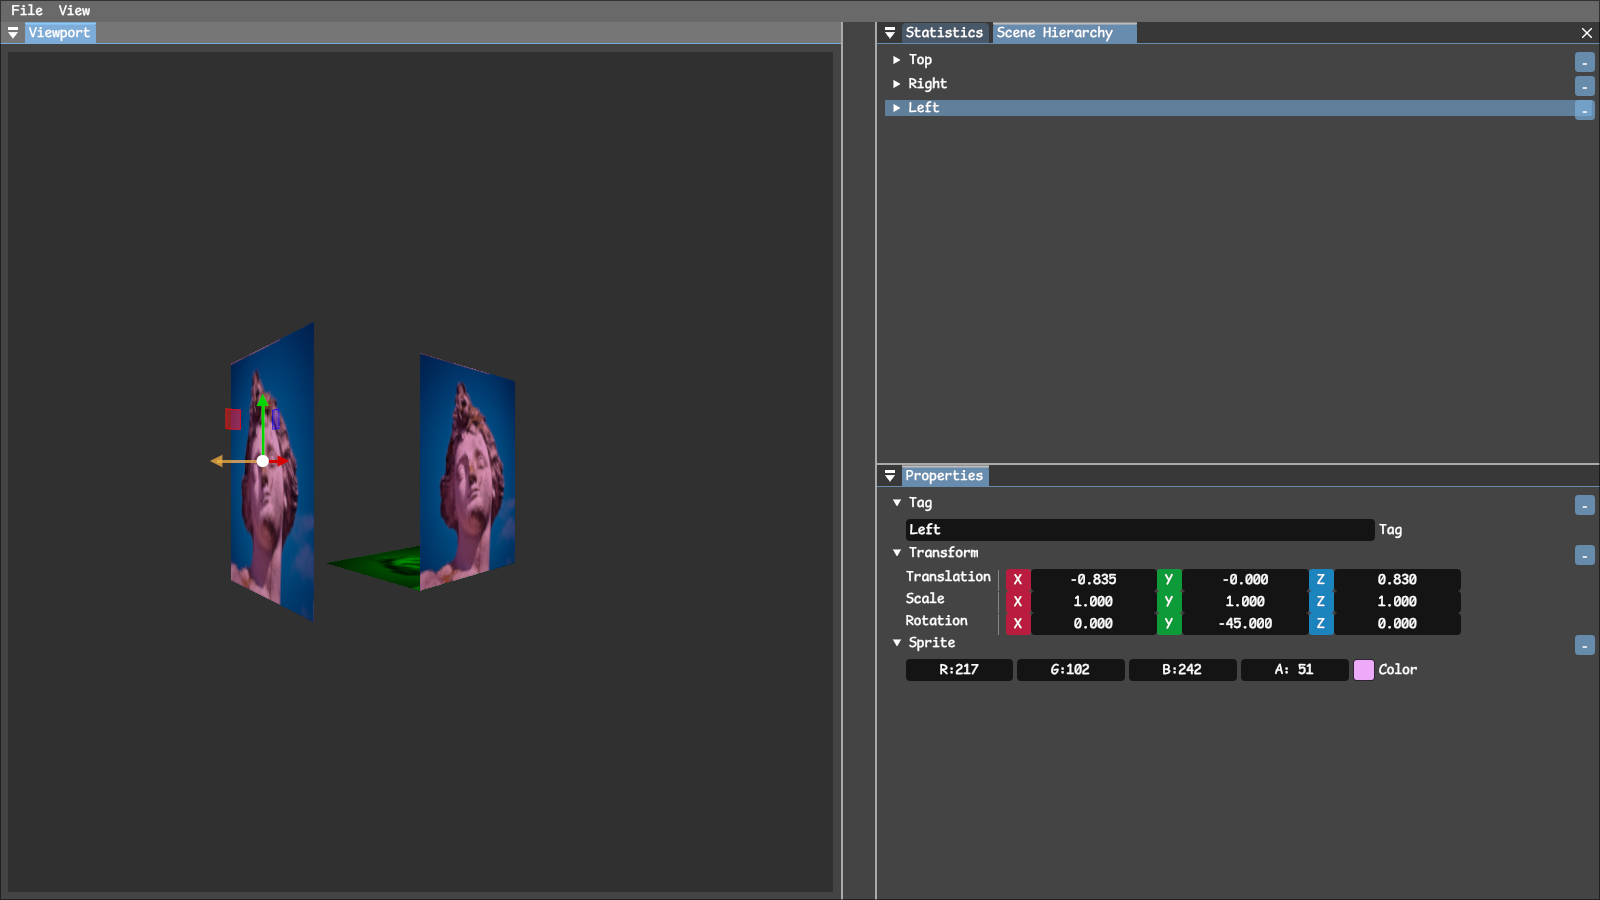 File View
Viewport
Statistics Scene Hierarchy
Top
-
Right
-
Left
-
Properties
Tag
-
Left Tag
Transform
-
Translation X -0.835 Y -0.000 Z 0.830
Scale X 1.000 Y 1.000 Z 1.000
Rotation X 0.000 Y -45.000 Z 0.000
Sprite
-
R:217 G:102 B:242 A: 51 Color